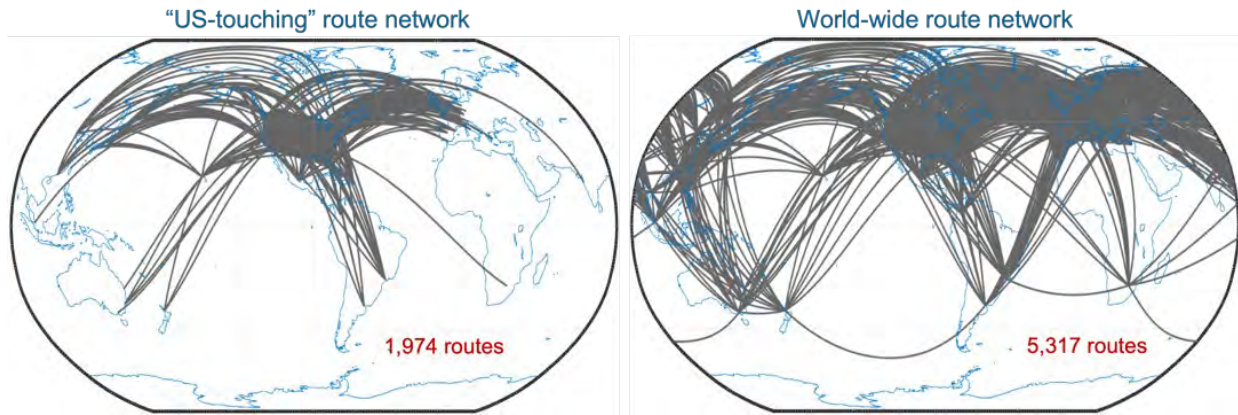 “US-touching” route network
World-wide route network
1,974 routes
5,317 routes